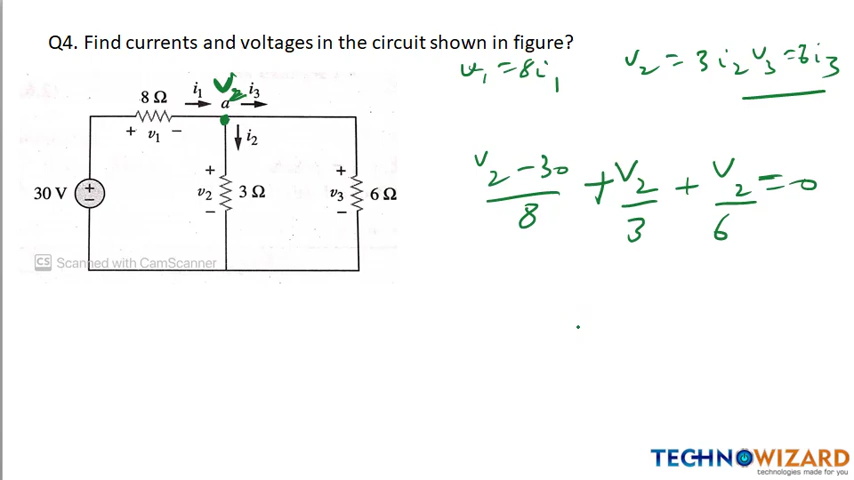 Q4. Find currents and voltages in the circuit shown in figure?
v₁ = 8i₁
v₂ = 3i₂ v₃ = 6i₃
8 Ω
i₁
V₂
a
i₃
+ v₁ −
i₂
30 V
+
−
+
v₂
−
3 Ω
+
v₃
−
6 Ω
V₂ − 30 / 8 + V₂ / 3 + V₂ / 6 = 0
CS Scanned with CamScanner
TECHNOWIZARD
technologies made for you